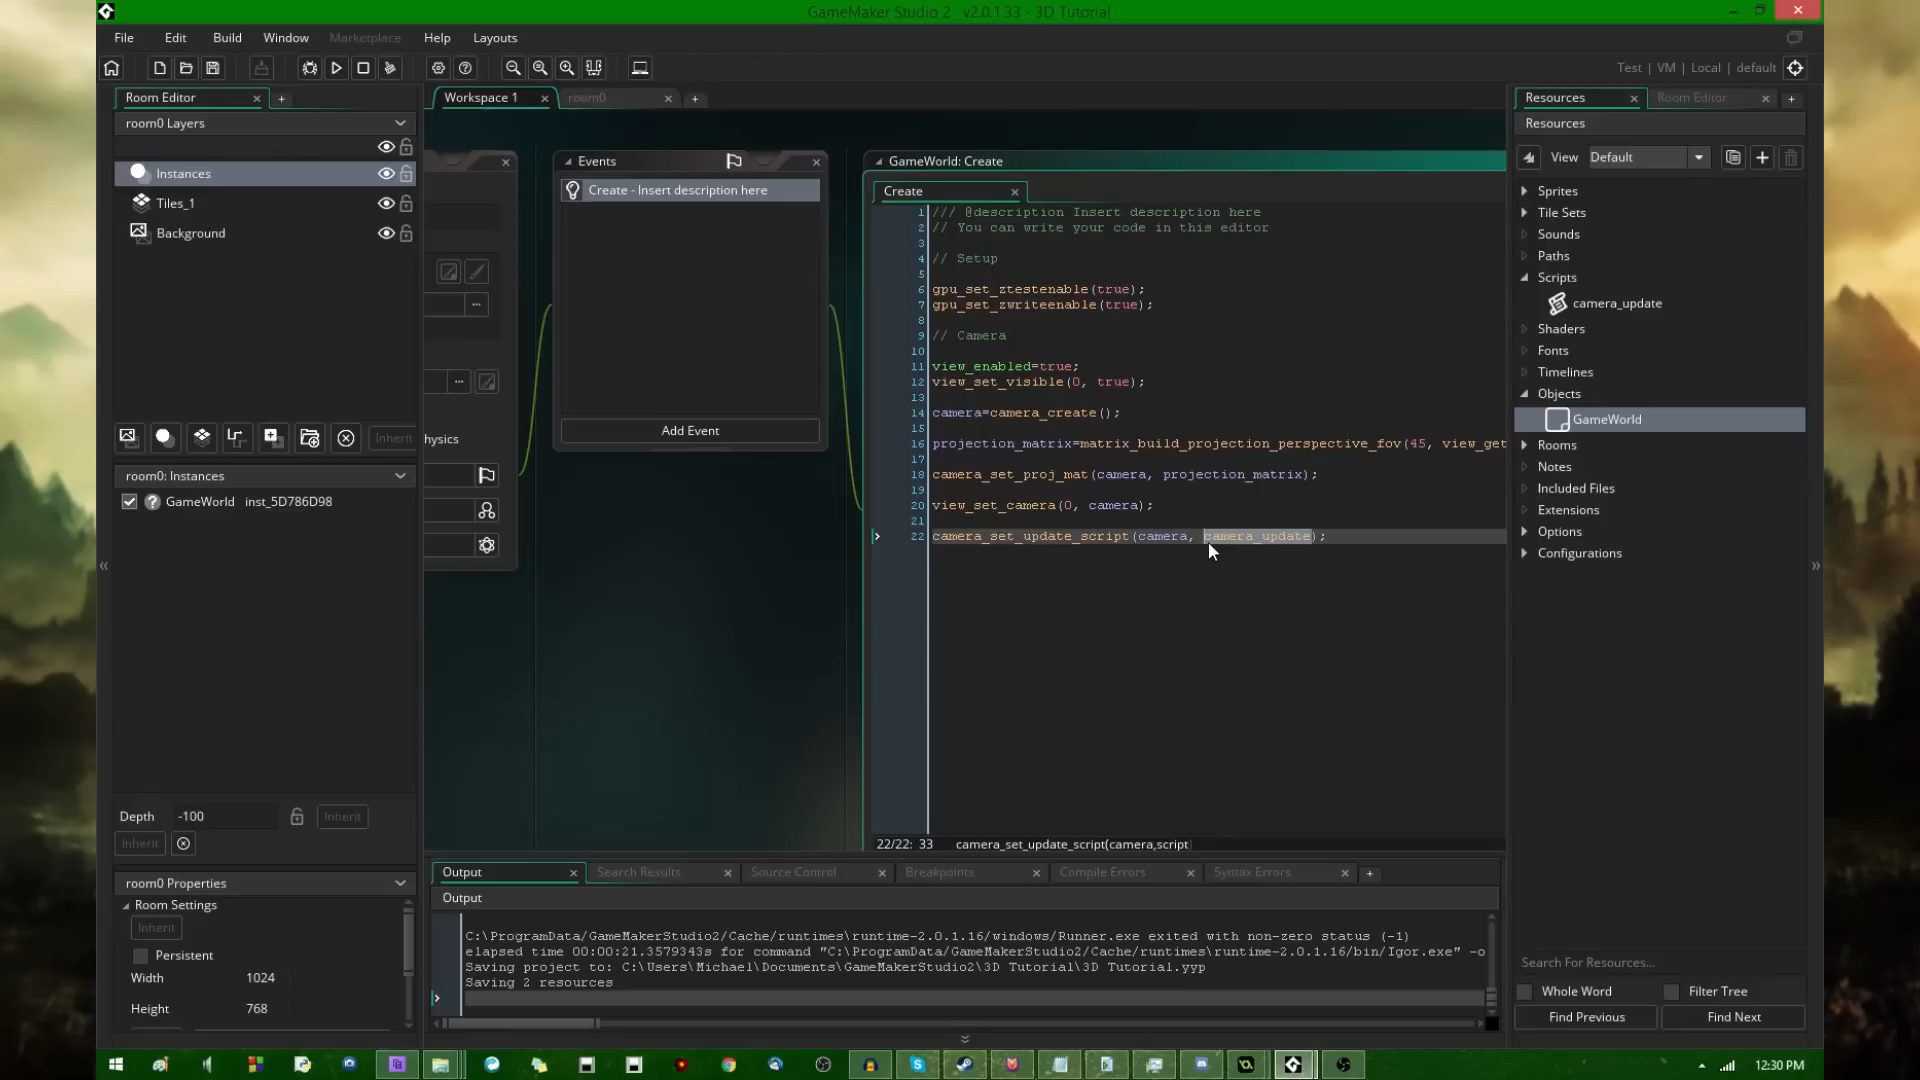 GameMaker Studio 2   v2.0.1.33 - 3D Tutorial
File Edit Build Window Marketplace Help Layouts
Test | VM | Local | default
Room Editor
Workspace 1
room0
Resources
Room Editor
room0 Layers
Resources
Instances
Tiles_1
Background
Events
Create - Insert description here
Add Event
hysics
GameWorld: Create
Create
1 /// @description Insert description here
2 // You can write your code in this editor
3
4 // Setup
5
6 gpu_set_ztestenable(true);
7 gpu_set_zwriteenable(true);
8
9 // Camera
10
11 view_enabled=true;
12 view_set_visible(0, true);
13
14 camera=camera_create();
15
16 projection_matrix=matrix_build_projection_perspective_fov(45, view_get
17
18 camera_set_proj_mat(camera, projection_matrix);
19
20 view_set_camera(0, camera);
21
22 camera_set_update_script(camera, camera_update);
22/22: 33 camera_set_update_script(camera,script)
View Default
Sprites
Tile Sets
Sounds
Paths
Scripts
camera_update
Shaders
Fonts
Timelines
Objects
GameWorld
Rooms
Notes
Included Files
Extensions
Options
Configurations
Inherit
room0: Instances
GameWorld inst_5D786D98
Depth -100 Inherit
Inherit
room0 Properties
Room Settings
Inherit
Persistent
Width 1024
Height 768
Output Search Results Source Control Breakpoints Compile Errors Syntax Errors
Output
C:\ProgramData/GameMakerStudio2/Cache/runtimes\runtime-2.0.1.16/windows/Runner.exe exited with non-zero status (-1)
elapsed time 00:00:21.3579343s for command "C:\ProgramData/GameMakerStudio2/Cache/runtimes\runtime-2.0.1.16/bin/Igor.exe" -o
Saving project to: C:\Users\Michael\Documents\GameMakerStudio2\3D Tutorial\3D Tutorial.yyp
Saving 2 resources
Search For Resources...
Whole Word Filter Tree
Find Previous Find Next
12:30 PM